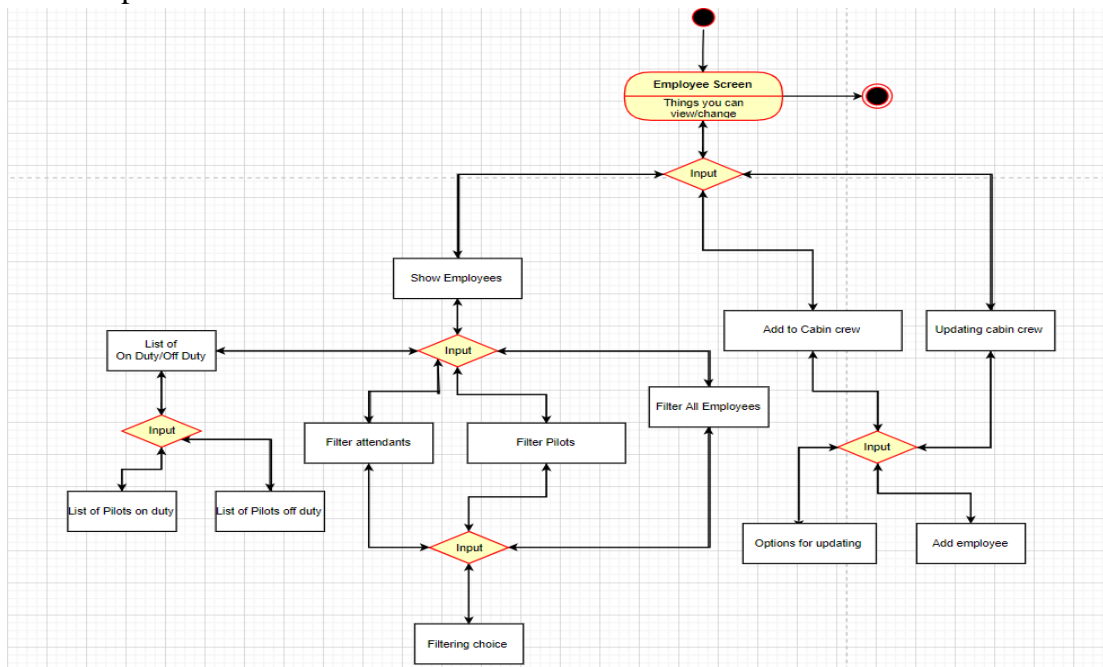 Employee Screen
Things you can
view/change
Input
Show Employees
Add to Cabin crew
Updating cabin crew
List of
On Duty/Off Duty
Input
Filter All Employees
Input
Filter attendants
Filter Pilots
Input
List of Pilots on duty
List of Pilots off duty
Input
Options for updating
Add employee
Filtering choice